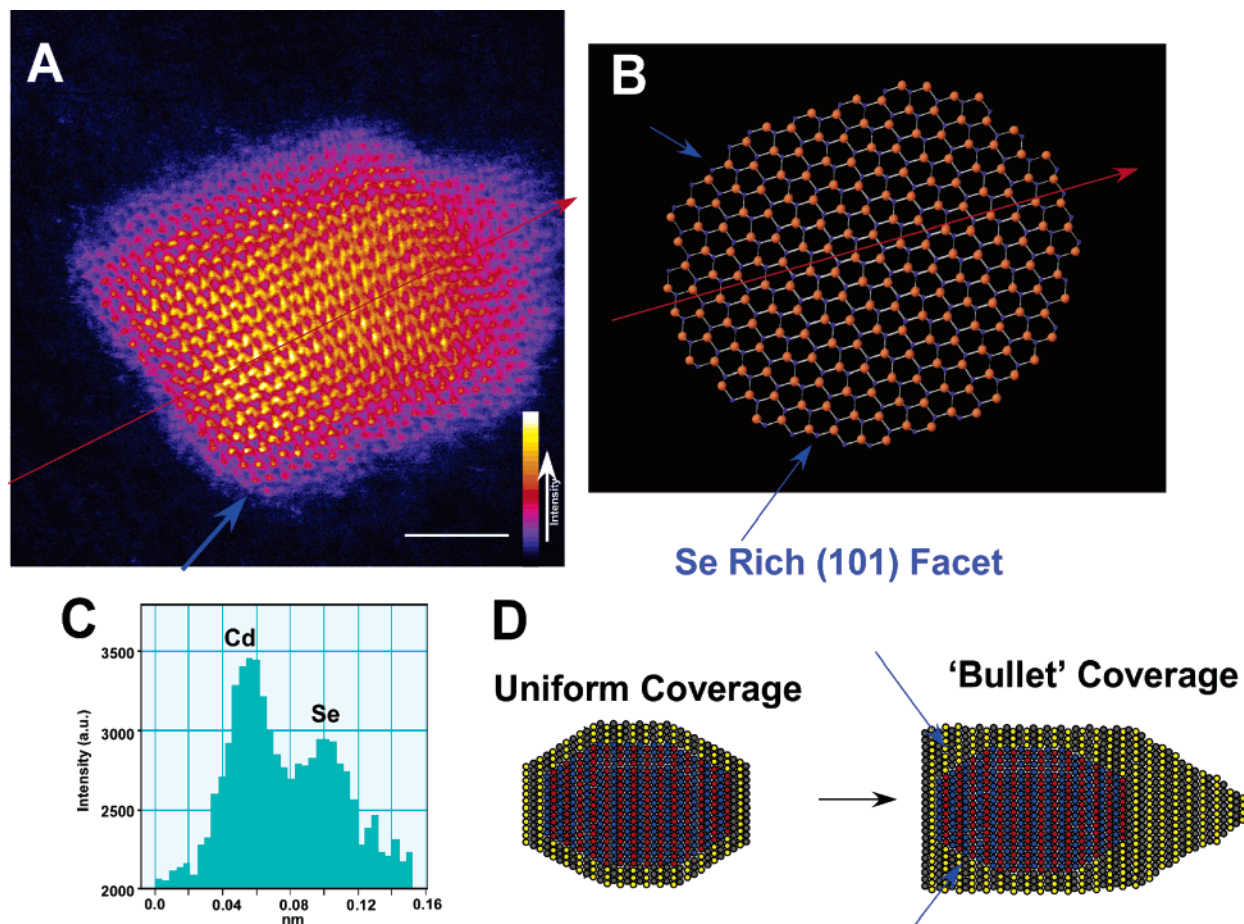 A
Intensity
B
Se Rich (101) Facet
C
Cd
Se
3500
3000
2500
2000
Intensity (a.u.)
0.0 0.04 0.08 0.12 0.16
nm
D
Uniform Coverage
'Bullet' Coverage